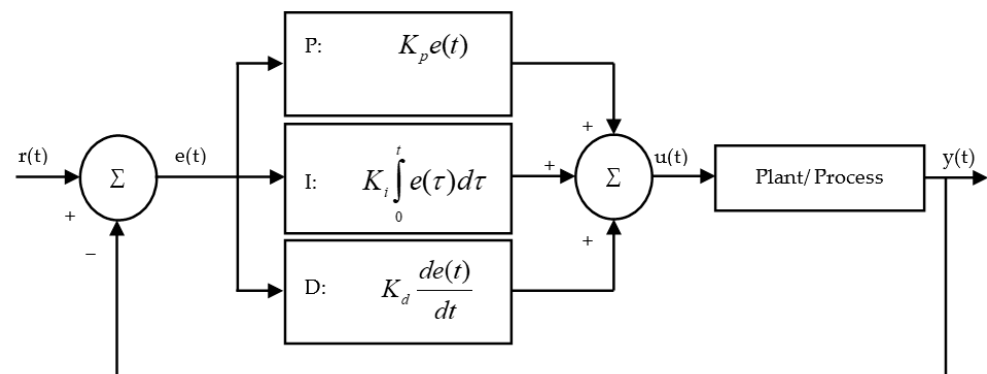 P: K_p e(t)
r(t)
+
−
Σ
e(t)
I: K_i ∫_0^t e(τ)dτ
D: K_d de(t)/dt
+
+
+
Σ
u(t)
Plant/ Process
y(t)